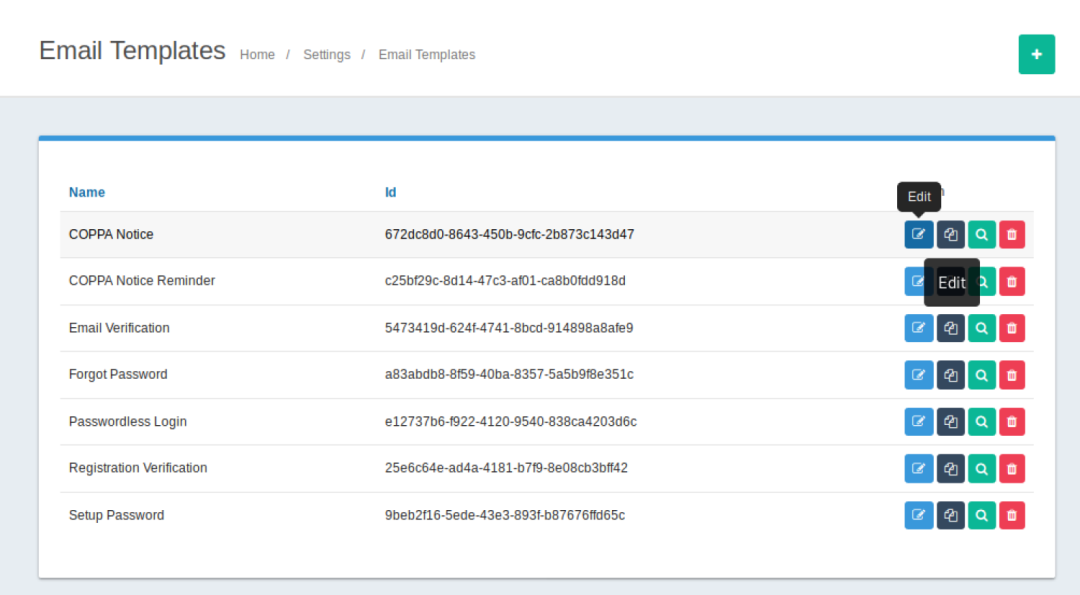 Email Templates Home / Settings / Email Templates
Name Id
Edit
COPPA Notice 672dc8d0-8643-450b-9cfc-2b873c143d47
COPPA Notice Reminder c25bf29c-8d14-47c3-af01-ca8b0fdd918d
Edit
Email Verification 5473419d-624f-4741-8bcd-914898a8afe9
Forgot Password a83abdb8-8f59-40ba-8357-5a5b9f8e351c
Passwordless Login e12737b6-f922-4120-9540-838ca4203d6c
Registration Verification 25e6c64e-ad4a-4181-b7f9-8e08cb3bff42
Setup Password 9beb2f16-5ede-43e3-893f-b87676ffd65c